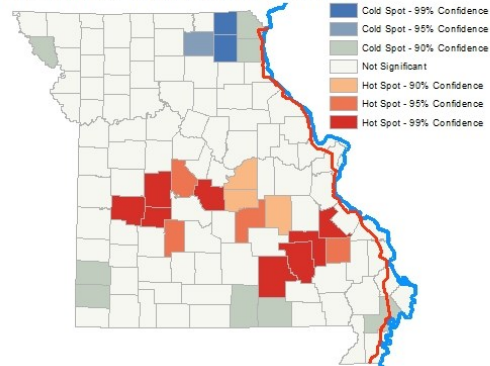 Cold Spot - 99% Confidence
Cold Spot - 95% Confidence
Cold Spot - 90% Confidence
Not Significant
Hot Spot - 90% Confidence
Hot Spot - 95% Confidence
Hot Spot - 99% Confidence